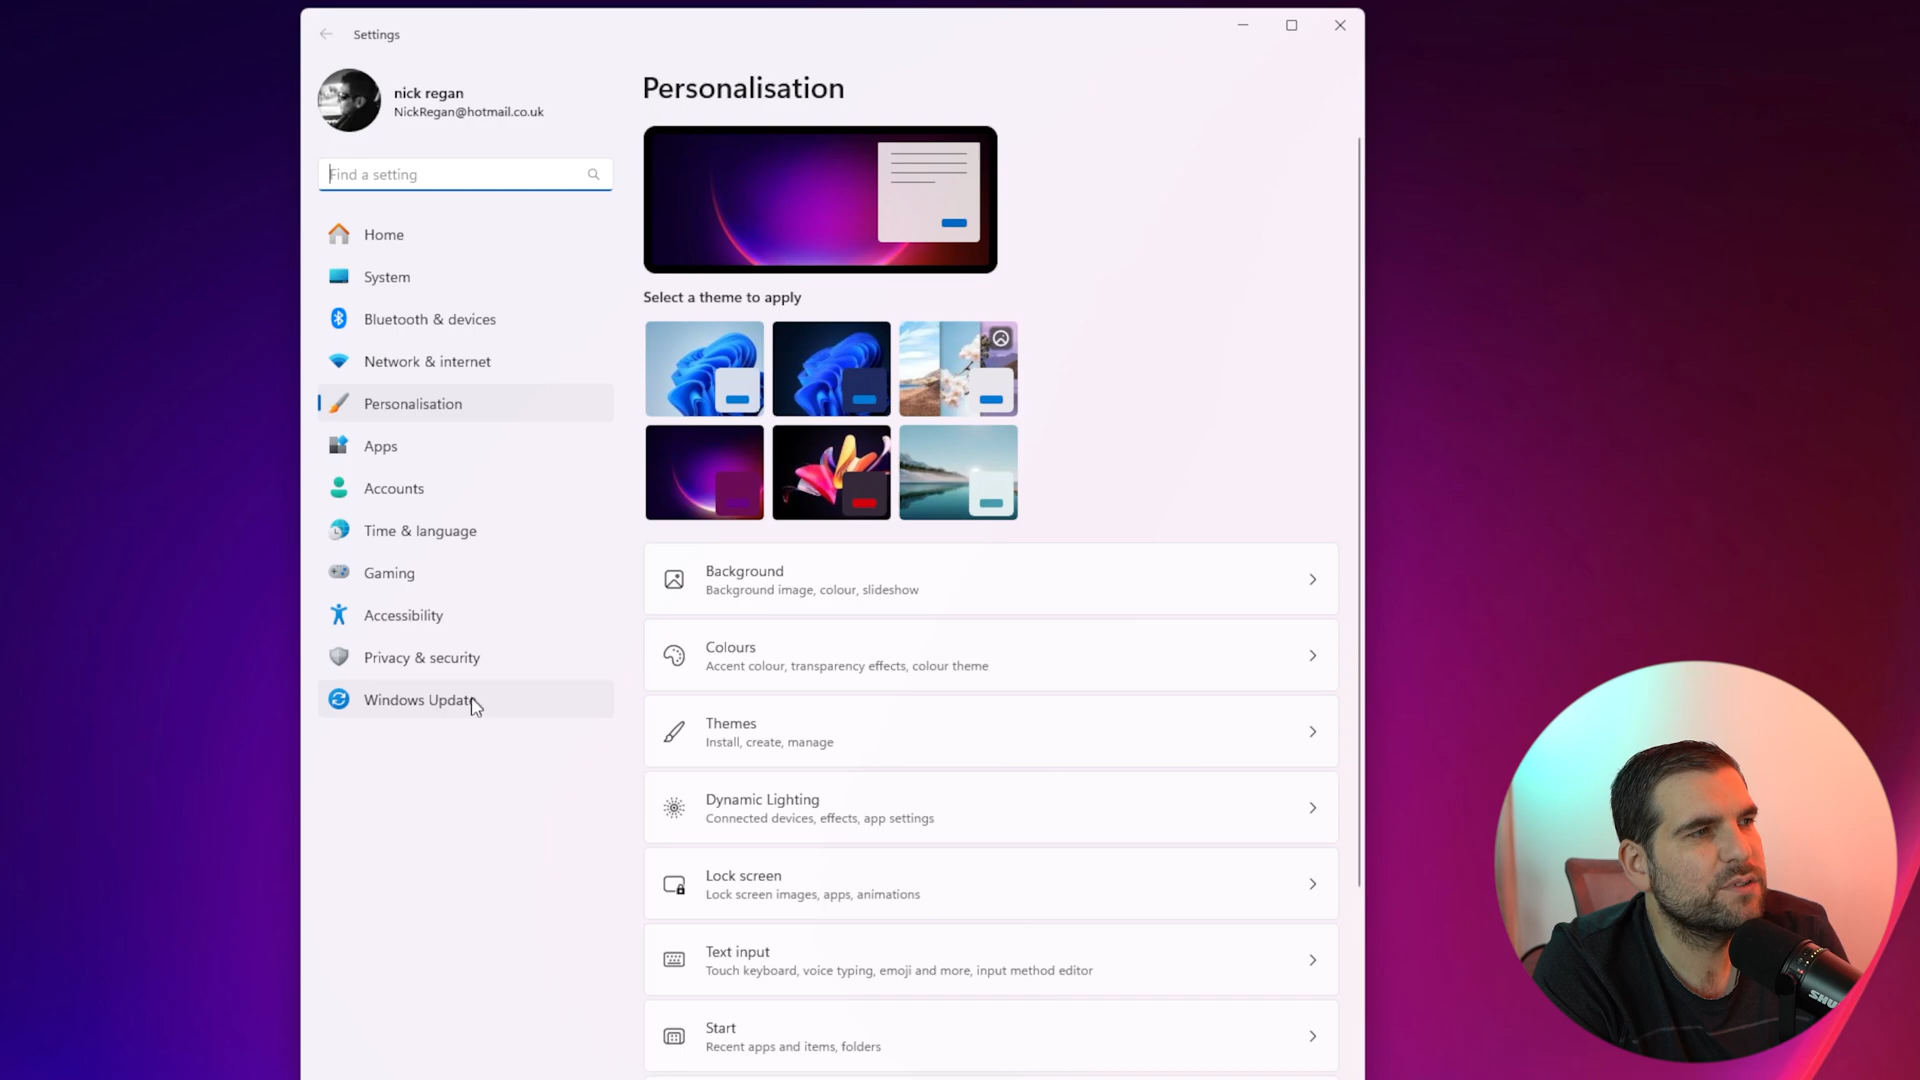 Settings
nick regan
NickRegan@hotmail.co.uk
Find a setting
Home
System
Bluetooth & devices
Network & internet
Personalisation
Apps
Accounts
Time & language
Gaming
Accessibility
Privacy & security
Windows Update
Personalisation
Select a theme to apply
Background
Background image, colour, slideshow
Colours
Accent colour, transparency effects, colour theme
Themes
Install, create, manage
Dynamic Lighting
Connected devices, effects, app settings
Lock screen
Lock screen images, apps, animations
Text input
Touch keyboard, voice typing, emoji and more, input method editor
Start
Recent apps and items, folders